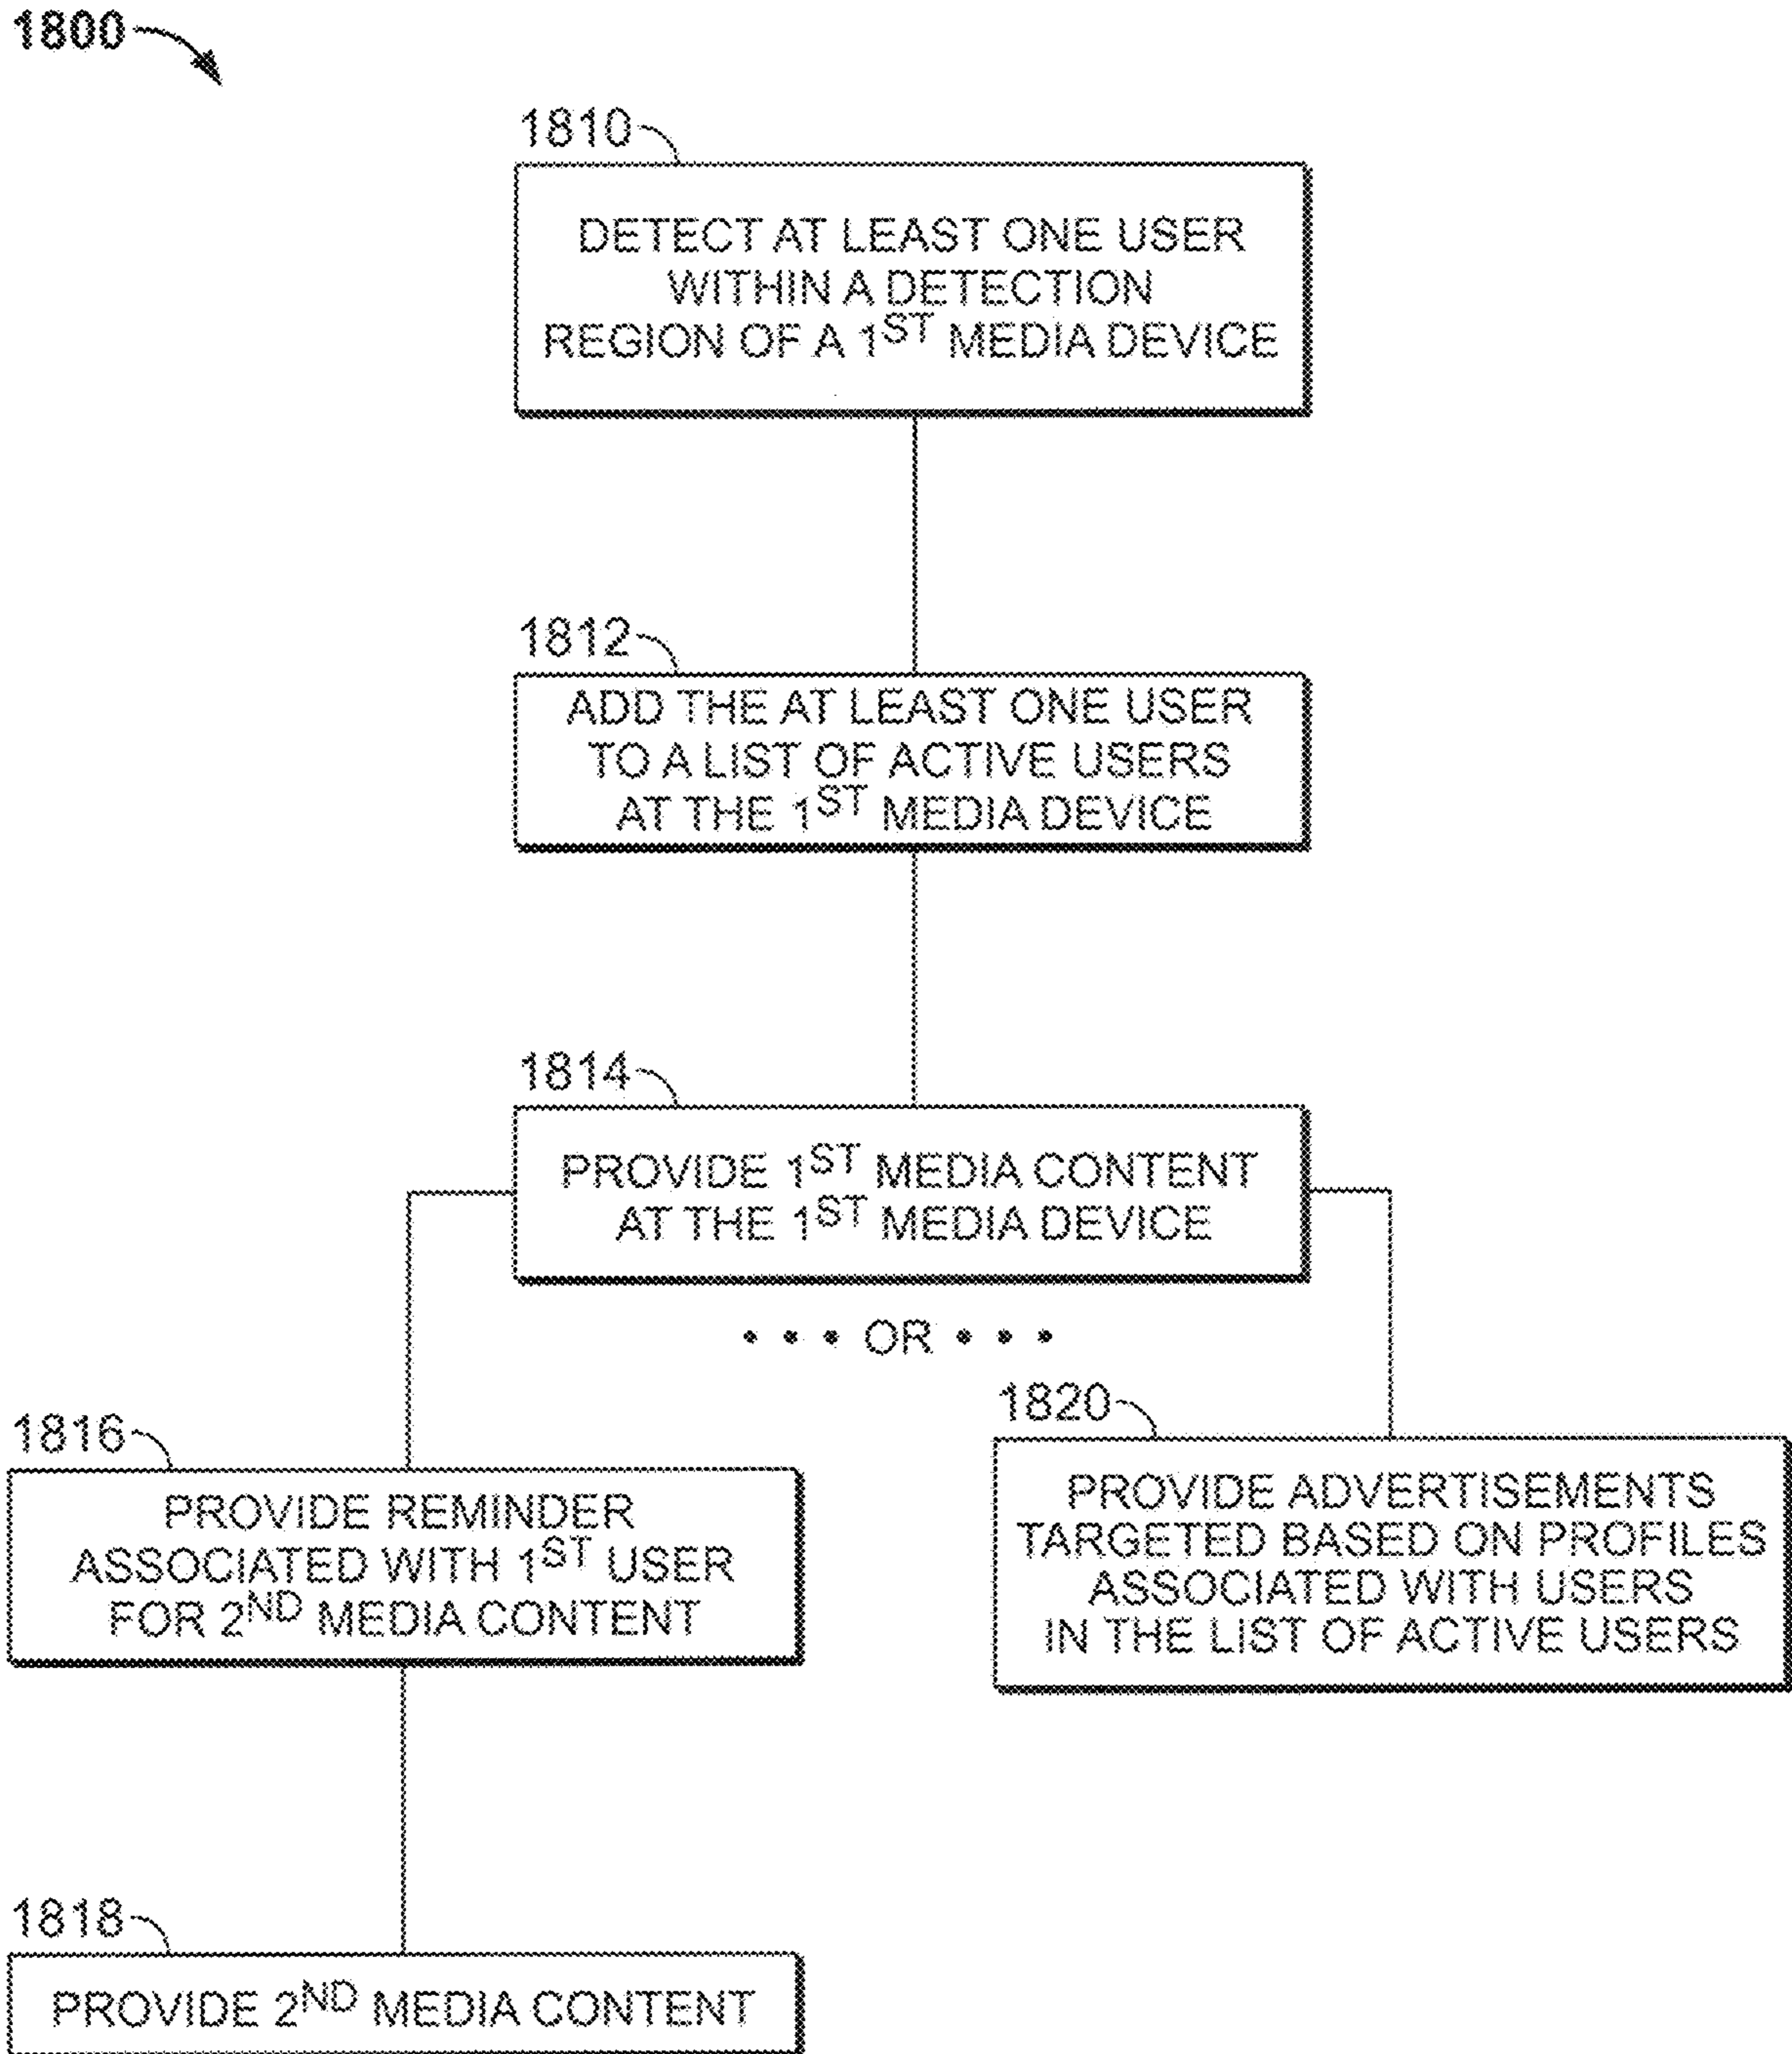 1800
1810
DETECT AT LEAST ONE USER
WITHIN A DETECTION
REGION OF A 1ST MEDIA DEVICE
1812
ADD THE AT LEAST ONE USER
TO A LIST OF ACTIVE USERS
AT THE 1ST MEDIA DEVICE
1814
PROVIDE 1ST MEDIA CONTENT
AT THE 1ST MEDIA DEVICE
• • • OR • • •
1816
PROVIDE REMINDER
ASSOCIATED WITH 1ST USER
FOR 2ND MEDIA CONTENT
1818
PROVIDE 2ND MEDIA CONTENT
1820
PROVIDE ADVERTISEMENTS
TARGETED BASED ON PROFILES
ASSOCIATED WITH USERS
IN THE LIST OF ACTIVE USERS